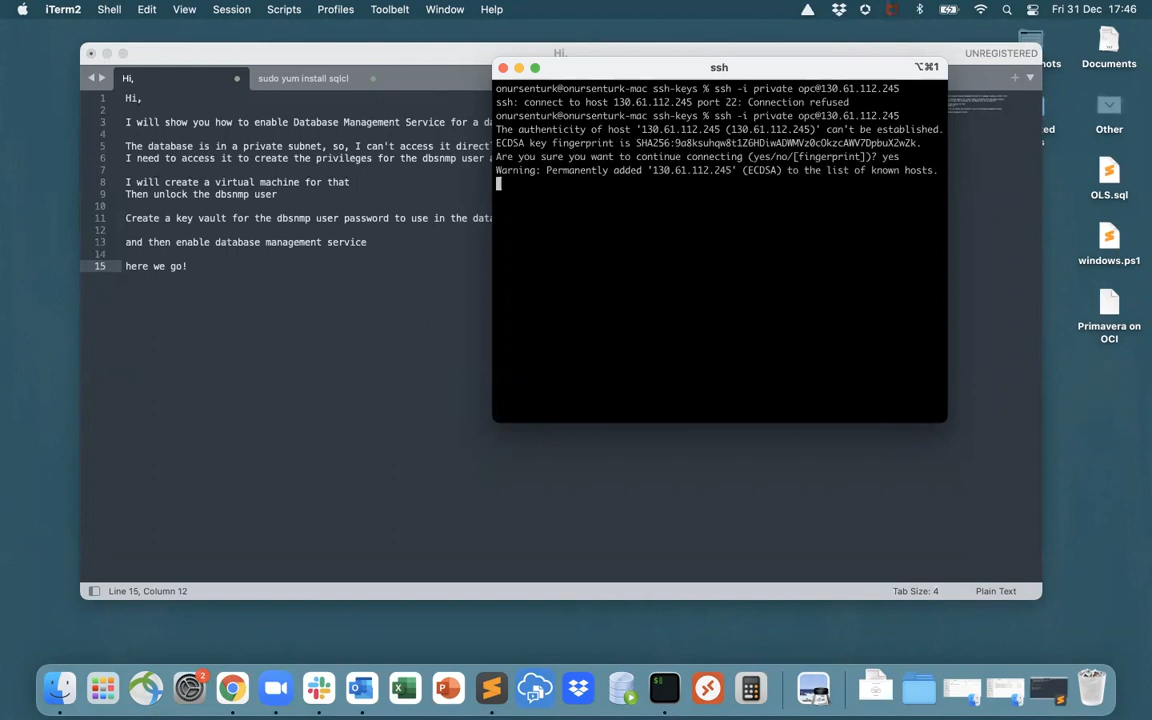 iTerm2 Shell Edit View Session Scripts Profiles Toolbelt Window Help Fri 31 Dec 17:46
Hi,
UNREGISTERED
Hi, sudo yum install sqlcl
1 Hi,
2
3 I will show you how to enable Database Management Service for a da
4
5 The database is in a private subnet, so, I can't access it direct
6 I need to access it to create the privileges for the dbsnmp user
7
8 I will create a virtual machine for that
9 Then unlock the dbsnmp user
10
11 Create a key vault for the dbsnmp user password to use in the data
12
13 and then enable database management service
14
15 here we go!
Line 15, Column 12 Tab Size: 4 Plain Text
ssh ⌥⌘1
onursenturk@onursenturk-mac ssh-keys % ssh -i private opc@130.61.112.245
ssh: connect to host 130.61.112.245 port 22: Connection refused
onursenturk@onursenturk-mac ssh-keys % ssh -i private opc@130.61.112.245
The authenticity of host '130.61.112.245 (130.61.112.245)' can't be established.
ECDSA key fingerprint is SHA256:9a8ksuhqw8t1Z6HDiwADWMVz0cOkzcAWV7DpbuX2wZk.
Are you sure you want to continue connecting (yes/no/[fingerprint])? yes
Warning: Permanently added '130.61.112.245' (ECDSA) to the list of known hosts.
nots
Documents
ted
Other
OLS.sql
windows.ps1
Primavera on
OCI
2